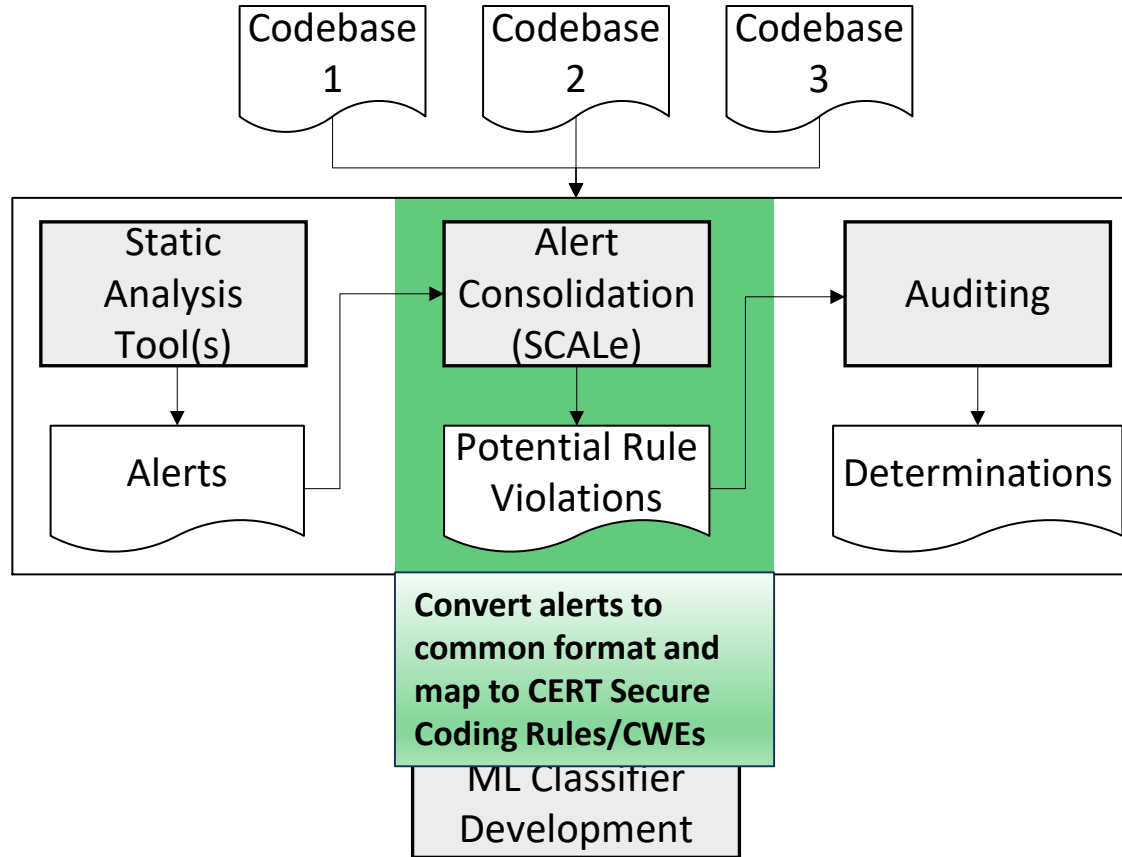 Codebase
1
Codebase
2
Codebase
3
Static
Analysis
Tool(s)
Alert
Consolidation
(SCALe)
Auditing
Alerts
Potential Rule
Violations
Determinations
Convert alerts to
common format and
map to CERT Secure
Coding Rules/CWEs
ML Classifier
Development